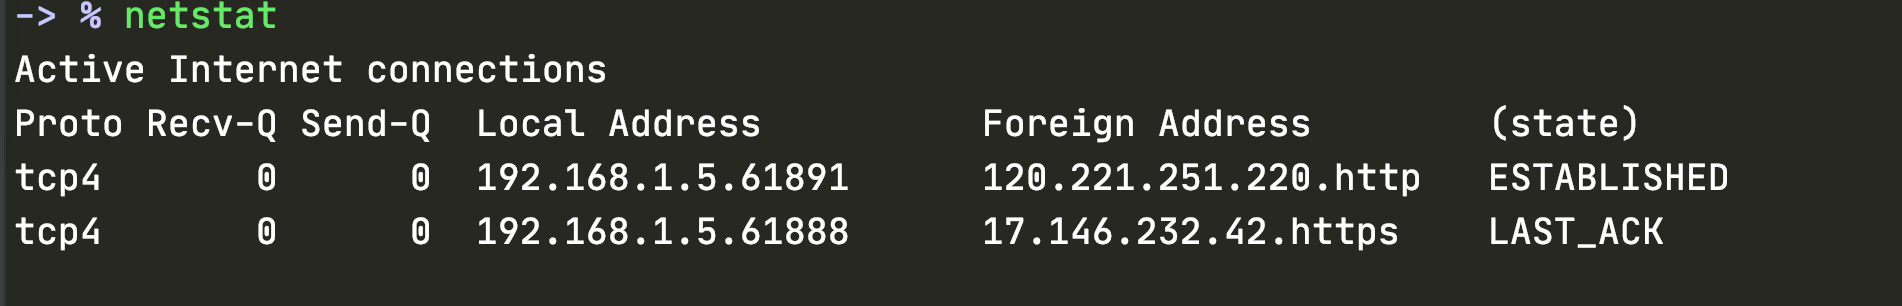 -> % netstat
Active Internet connections
Proto Recv-Q Send-Q  Local Address          Foreign Address        (state)
tcp4       0      0  192.168.1.5.61891      120.221.251.220.http   ESTABLISHED
tcp4       0      0  192.168.1.5.61888      17.146.232.42.https    LAST_ACK